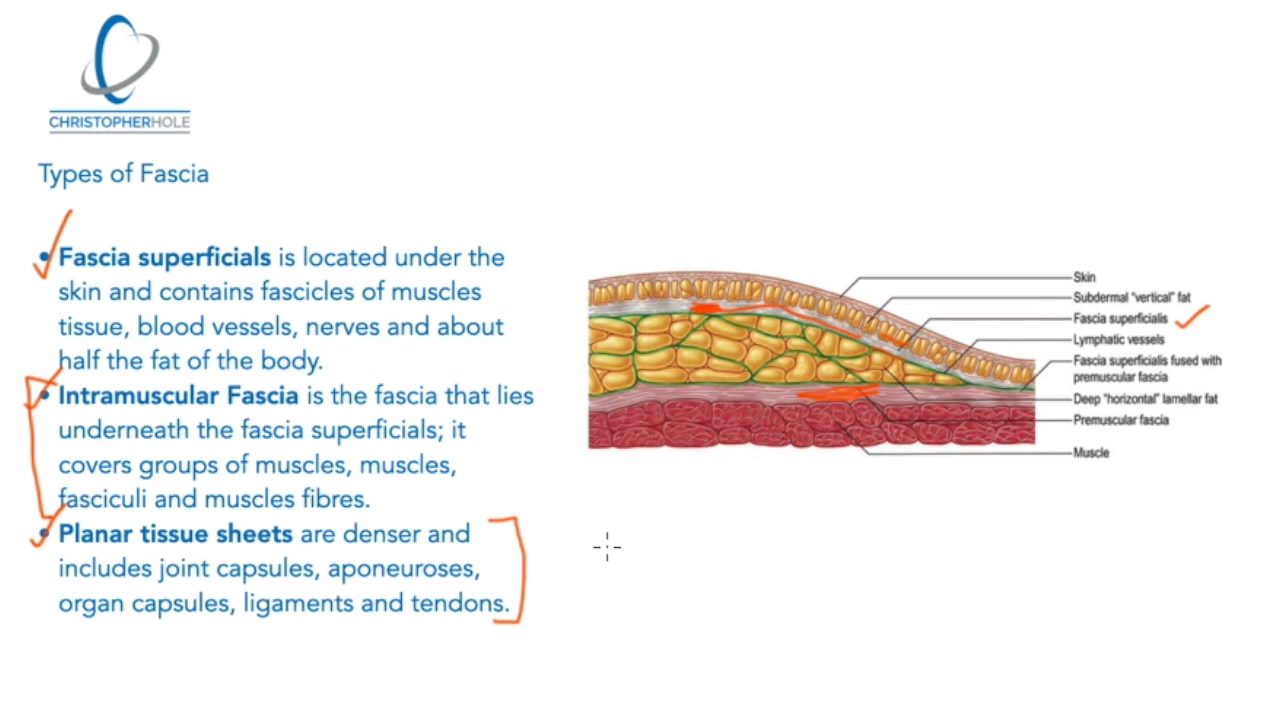 CHRISTOPHERHOLE
Types of Fascia
• Fascia superficials is located under the
skin and contains fascicles of muscles
tissue, blood vessels, nerves and about
half the fat of the body.
• Intramuscular Fascia is the fascia that lies
underneath the fascia superficials; it
covers groups of muscles, muscles,
fasciculi and muscles fibres.
• Planar tissue sheets are denser and
includes joint capsules, aponeuroses,
organ capsules, ligaments and tendons.
Skin
Subdermal "vertical" fat
Fascia superficialis
Lymphatic vessels
Fascia superficialis fused with
premuscular fascia
Deep "horizontal" lamellar fat
Premuscular fascia
Muscle